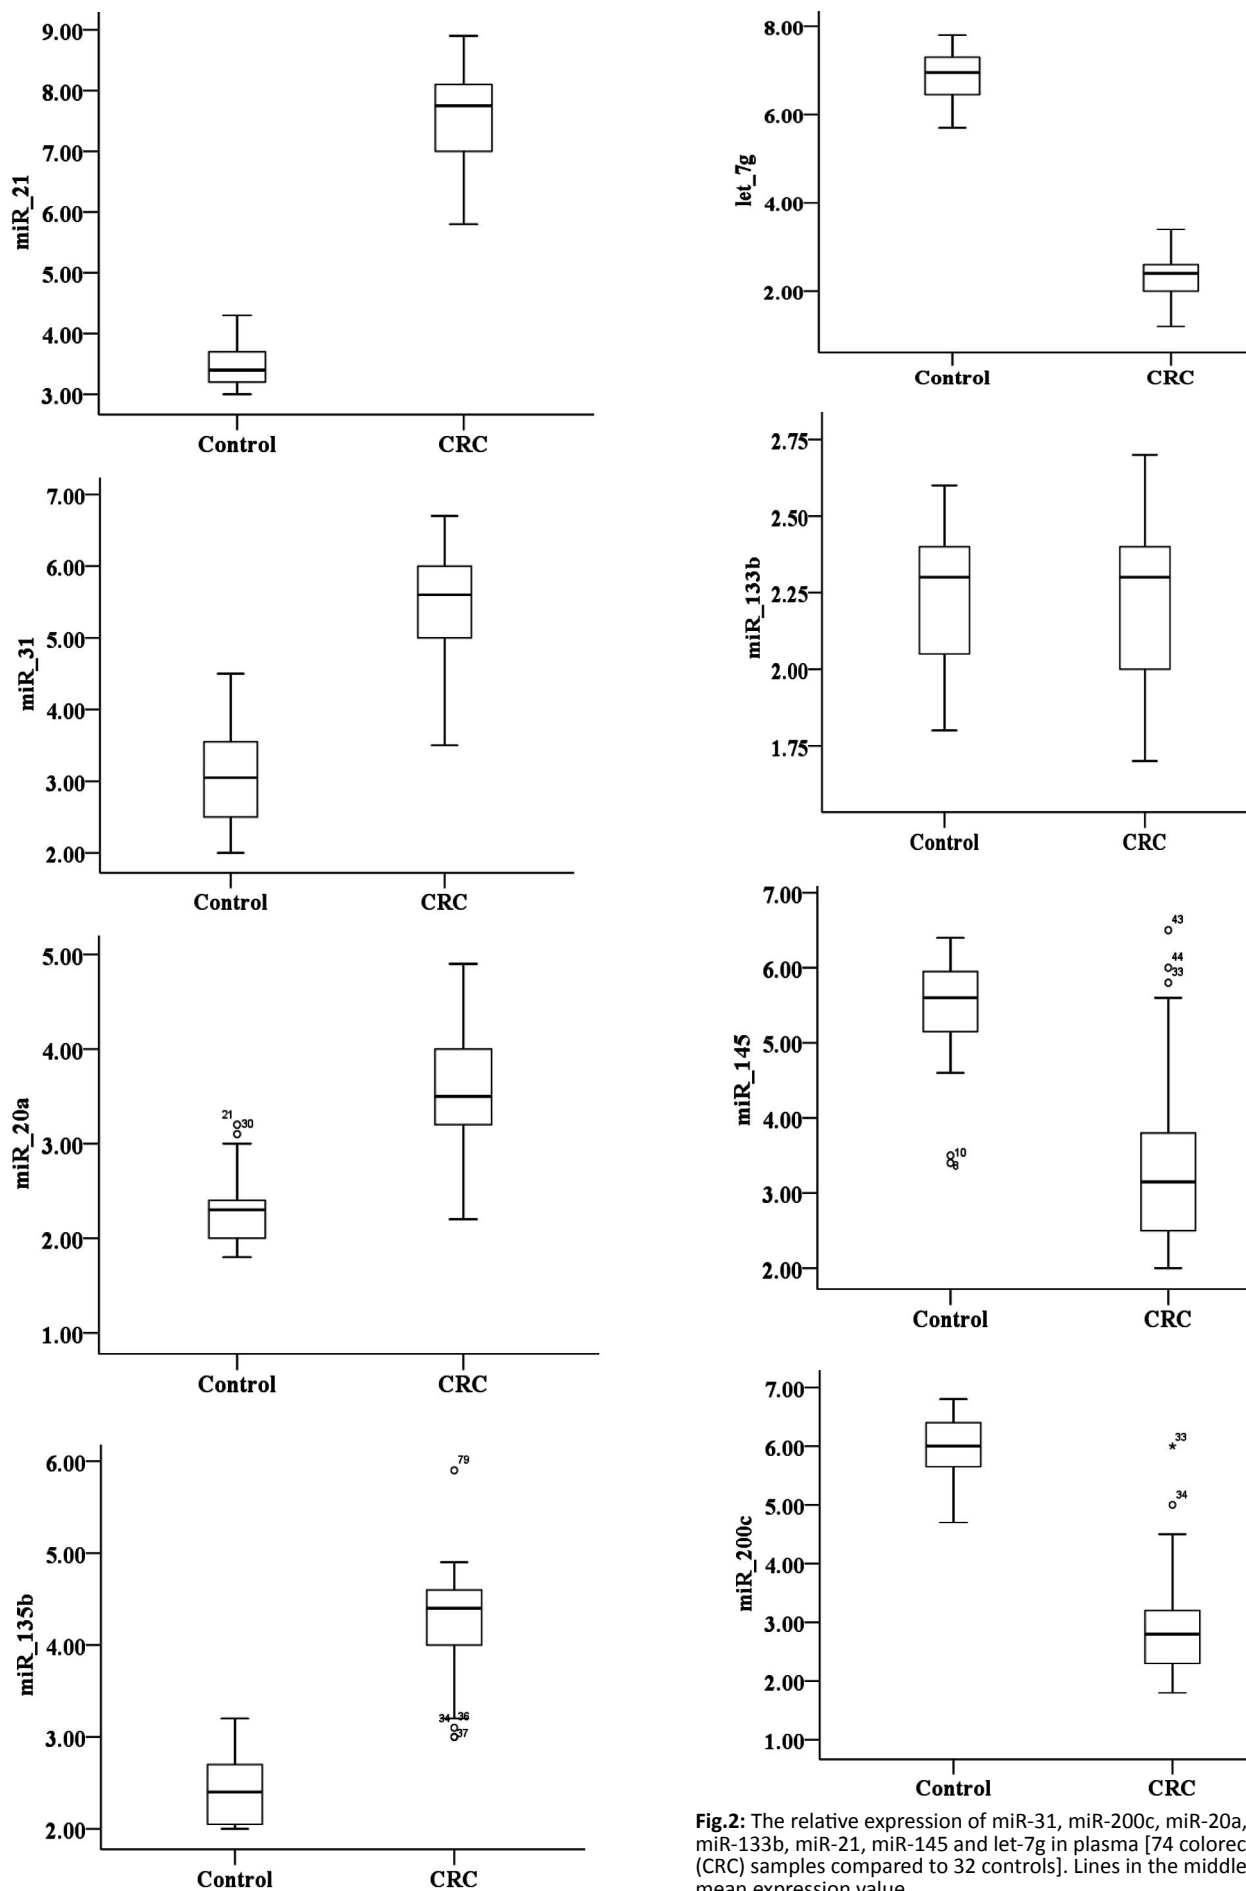 9.00
8.00
7.00
6.00
5.00
4.00
3.00
miR_21
Control CRC
7.00
6.00
5.00
4.00
3.00
2.00
miR_31
Control CRC
5.00
4.00
3.00
2.00
1.00
miR_20a
21
30
Control CRC
6.00
5.00
4.00
3.00
2.00
miR_135b
79
34 36
37
Control CRC
8.00
6.00
4.00
2.00
let_7g
Control CRC
2.75
2.50
2.25
2.00
1.75
miR_133b
Control CRC
7.00
6.00
5.00
4.00
3.00
2.00
miR_145
43
44
33
10
8
Control CRC
7.00
6.00
5.00
4.00
3.00
2.00
1.00
miR_200c
33
34
Control CRC
Fig.2: The relative expression of miR-31, miR-200c, miR-20a,
miR-133b, miR-21, miR-145 and let-7g in plasma [74 colorec
(CRC) samples compared to 32 controls]. Lines in the middle
mean expression value